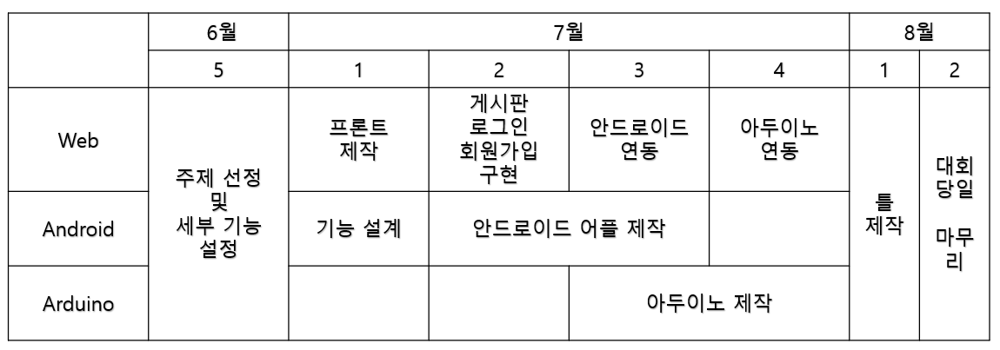 6월 7월 8월
5 1 2 3 4 1 2
Web
주제 선정
및
세부 기능
설정
프론트
제작
게시판
로그인
회원가입
구현
안드로이드
연동
아두이노
연동
틀
제작
대회
당일
마무
리
Android
기능 설계
안드로이드 어플 제작
Arduino
아두이노 제작